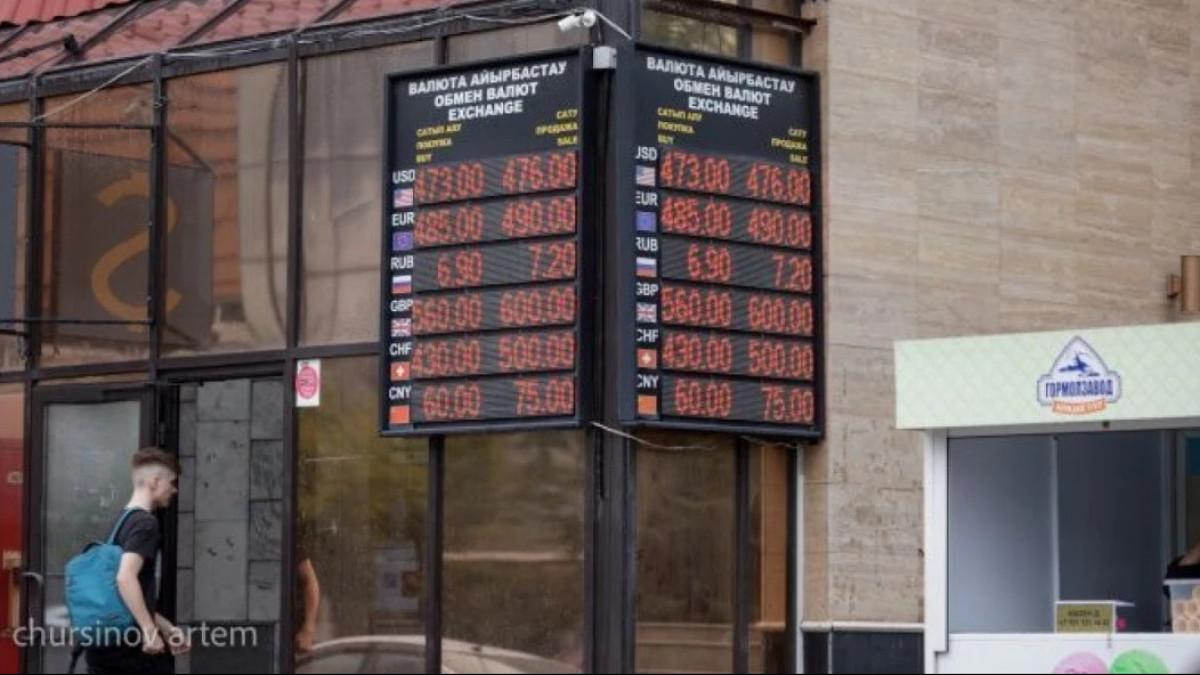 ВАЛЮТА АЙЫРБАСТАУ
ОБМЕН ВАЛЮТ
EXCHANGE
САТЫП АЛУ САТУ
ПОКУПКА ПРОДАЖА
BUY SALE
USD 473.00 476.00
EUR 485.00 490.00
RUB 6.90 7.20
GBP 560.00 600.00
CHF 490.00 500.00
CNY 60.00 75.00
ВАЛЮТА АЙЫРБАСТАУ
ОБМЕН ВАЛЮТ
EXCHANGE
САТЫП АЛУ САТУ
ПОКУПКА ПРОДАЖА
BUY SALE
USD 473.00 476.00
EUR 485.00 490.00
RUB 6.90 7.20
GBP 560.00 600.00
CHF 490.00 500.00
CNY 60.00 75.00
ГОРМОЛЗАВОД
chursinov artem